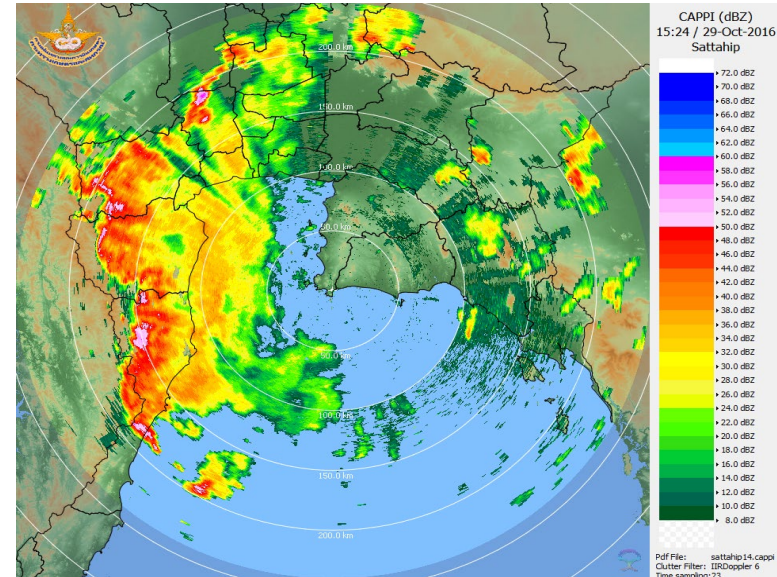 CAPPI (dBZ)
15:24 / 29-Oct-2016
Sattahip
72.0 dBZ
70.0 dBZ
68.0 dBZ
66.0 dBZ
64.0 dBZ
62.0 dBZ
60.0 dBZ
58.0 dBZ
56.0 dBZ
54.0 dBZ
52.0 dBZ
50.0 dBZ
48.0 dBZ
46.0 dBZ
44.0 dBZ
42.0 dBZ
40.0 dBZ
38.0 dBZ
36.0 dBZ
34.0 dBZ
32.0 dBZ
30.0 dBZ
28.0 dBZ
26.0 dBZ
24.0 dBZ
22.0 dBZ
20.0 dBZ
18.0 dBZ
16.0 dBZ
14.0 dBZ
12.0 dBZ
10.0 dBZ
8.0 dBZ
Pdf File: sattahip14.cappi
Clutter Filter: IIRDoppler 6
Time sampling:23
200.0 km
150.0 km
100.0 km
50.0 km
50.0 km
100.0 km
150.0 km
200.0 km